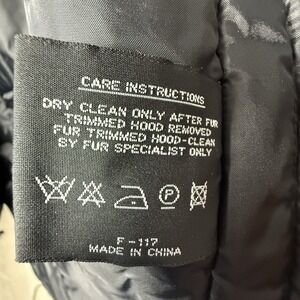 CARE INSTRUCTIONS
DRY CLEAN ONLY AFTER FUR
TRIMMED HOOD REMOVED
FUR TRIMMED HOOD-CLEAN
BY FUR SPECIALIST ONLY
P
F-117
MADE IN CHINA